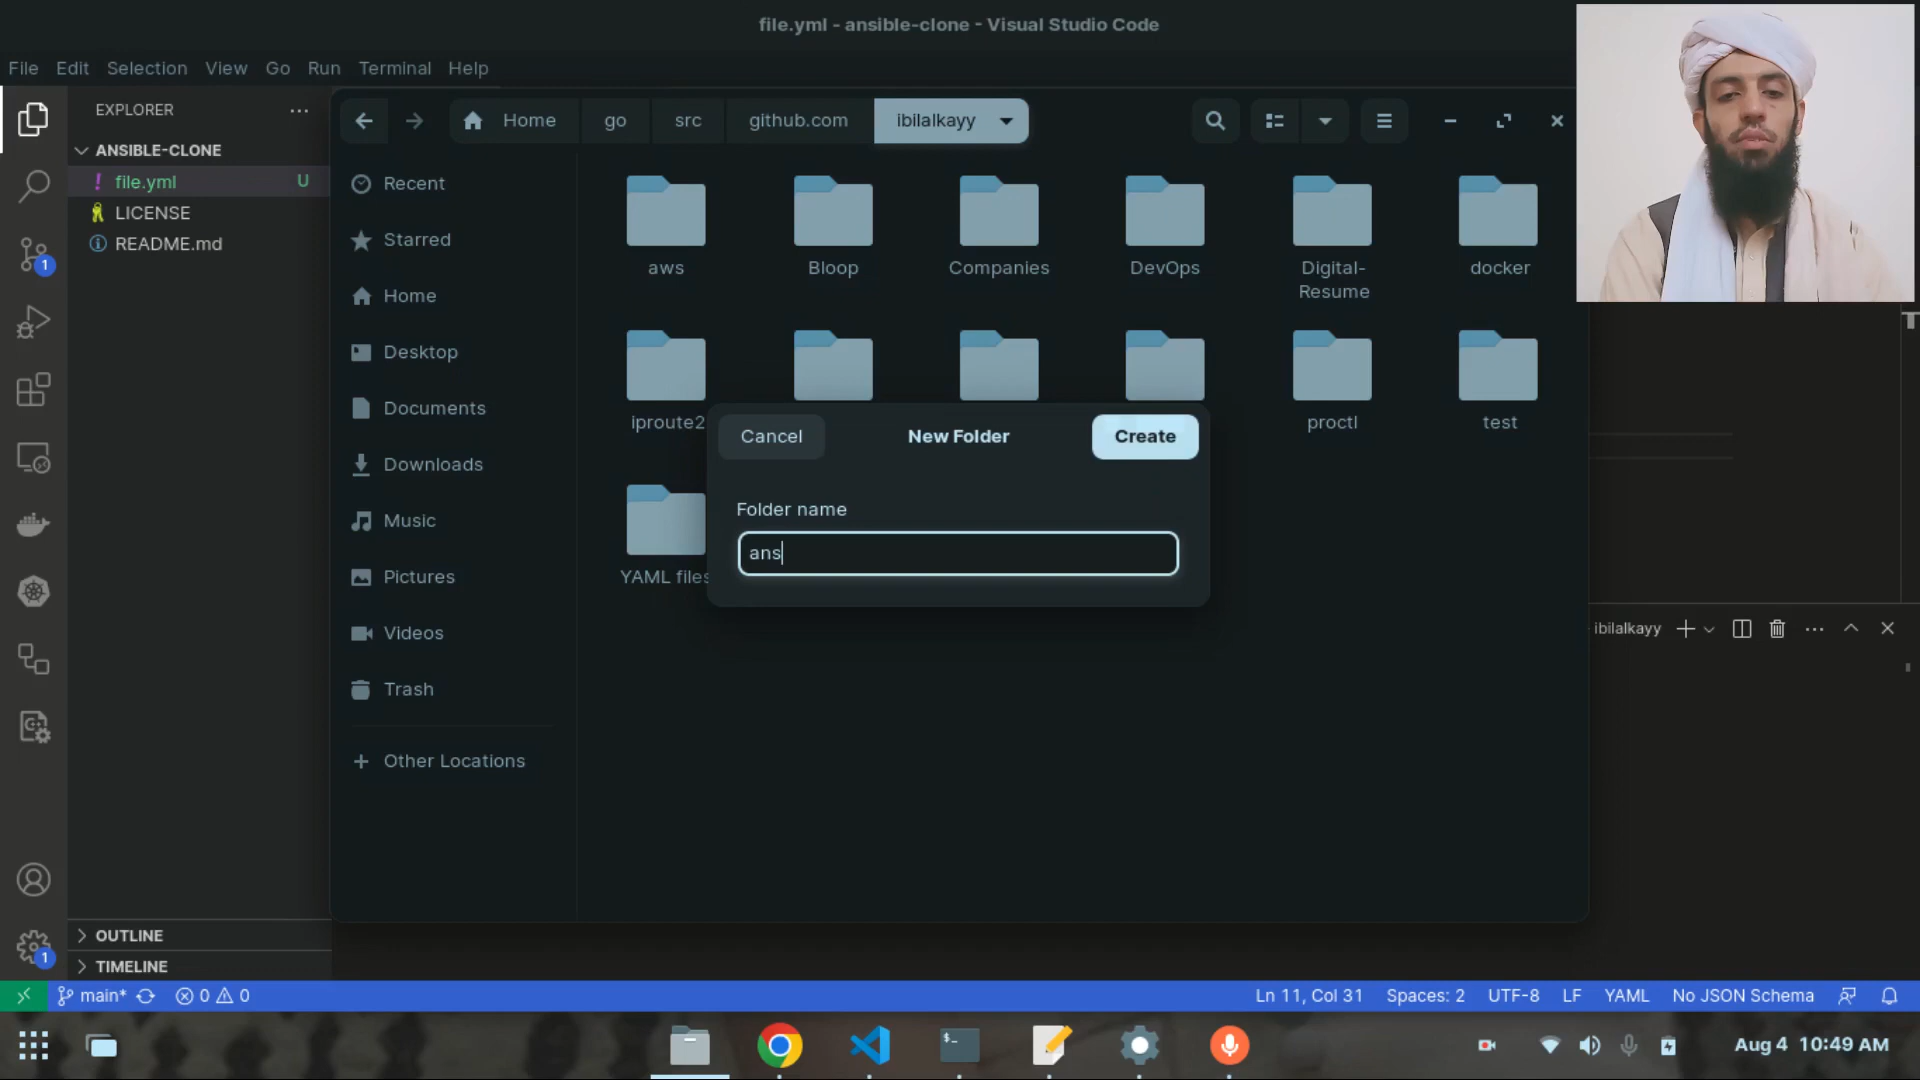 file.yml - ansible-clone - Visual Studio Code
File Edit Selection View Go Run Terminal Help
EXPLORER
ANSIBLE-CLONE
file.yml U
LICENSE
README.md
Home go src github.com ibilalkayy
Recent
Starred
Home
Desktop
Documents
Downloads
Music
Pictures
Videos
Trash
Other Locations
aws Bloop Companies DevOps Digital-Resume docker
iproute2 proctl test
YAML files
Cancel New Folder Create
Folder name
ans
ibilalkayy
1
1
OUTLINE
TIMELINE
main* 0 0 Ln 11, Col 31 Spaces: 2 UTF-8 LF YAML No JSON Schema
Aug 4 10:49 AM